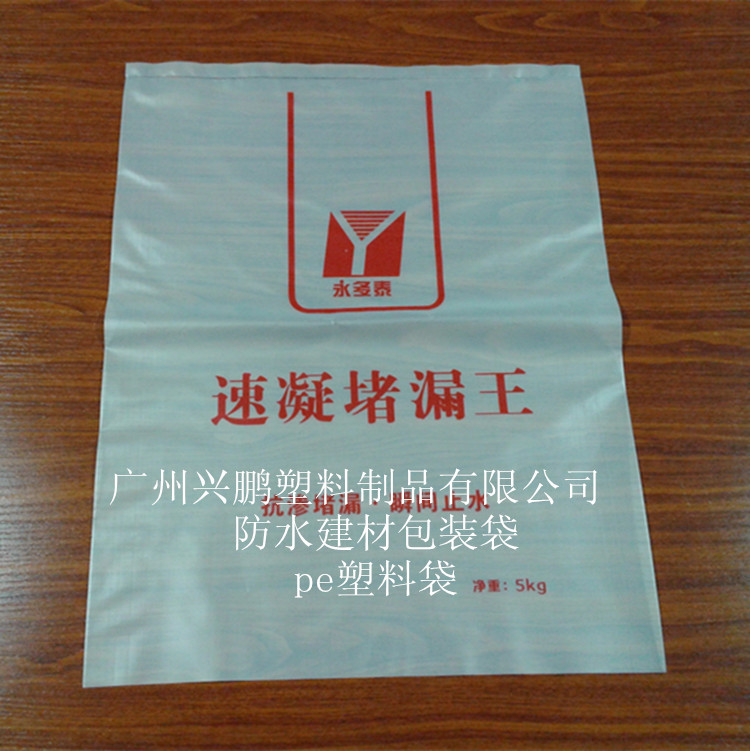 永多泰
速凝堵漏王
广州兴鹏塑料制品有限公司
抗渗堵漏·瞬间止水
防水建材包装袋
pe塑料袋
净重：5kg